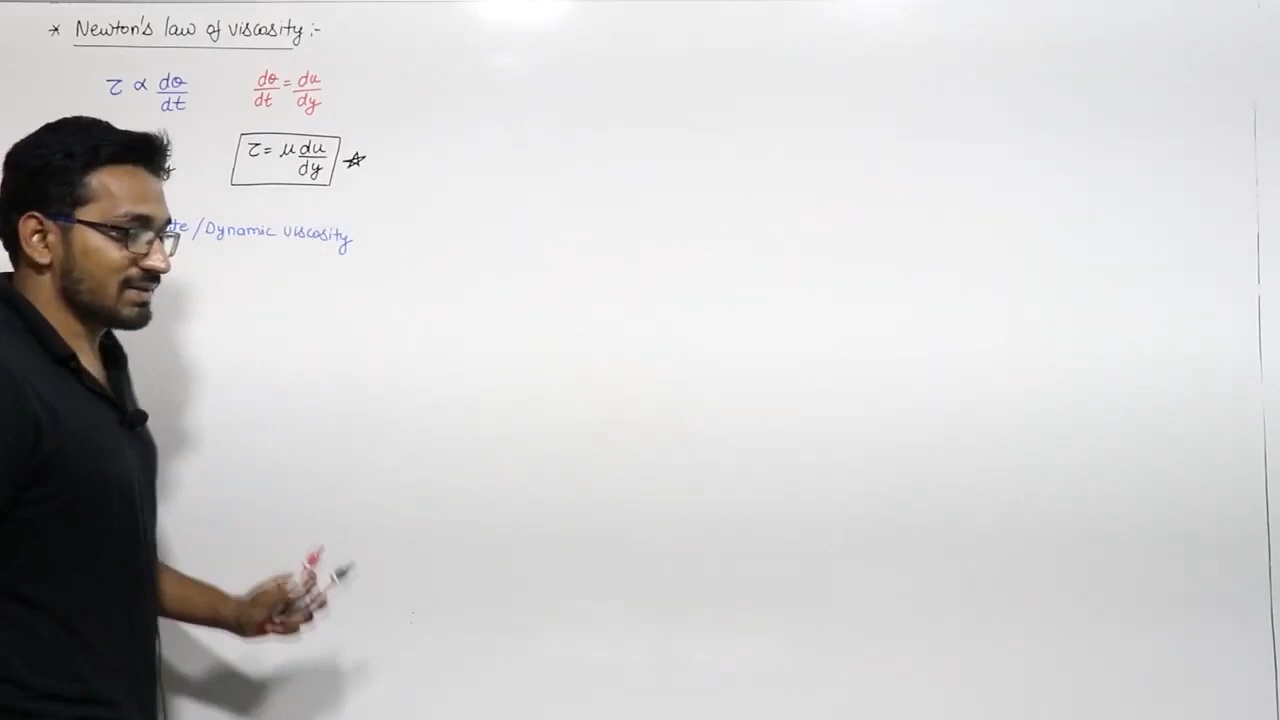 * Newton's law of viscosity :-
τ ∝ dθ/dt dθ/dt = du/dy
τ = μ du/dy ☆
/Dynamic viscosity